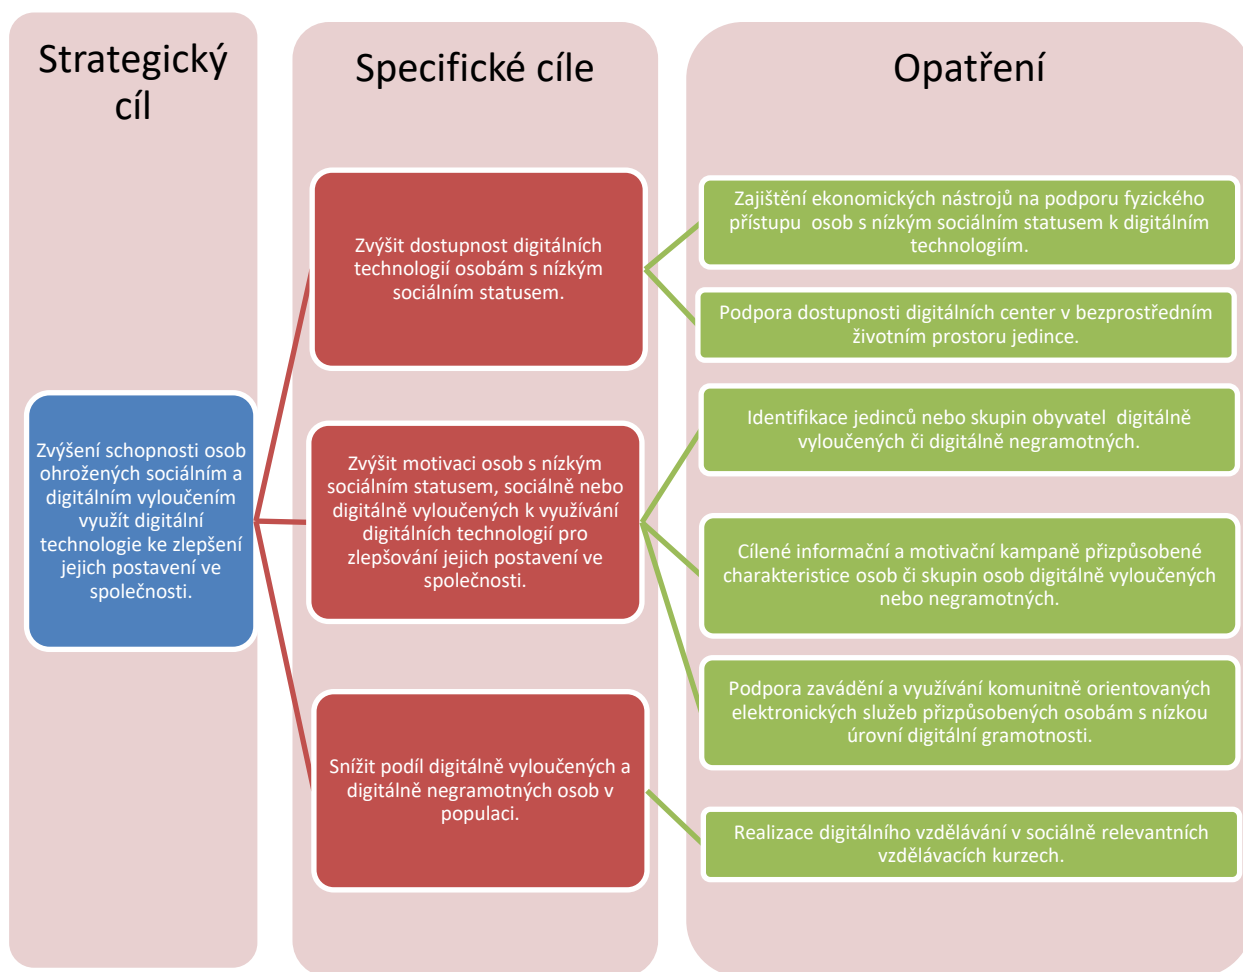 Strategický
cíl
Specifické cíle
Opatření
Zvýšení schopnosti osob
ohrožených sociálním a
digitálním vyloučením
využít digitální
technologie ke zlepšení
jejich postavení ve
společnosti.
Zvýšit dostupnost digitálních
technologií osobám s nízkým
sociálním statusem.
Zajištění ekonomických nástrojů na podporu fyzického
přístupu osob s nízkým sociálním statusem k digitálním
technologiím.
Podpora dostupnosti digitálních center v bezprostředním
životním prostoru jedince.
Zvýšit motivaci osob s nízkým
sociálním statusem, sociálně nebo
digitálně vyloučených k využívání
digitálních technologií pro
zlepšování jejich postavení ve
společnosti.
Identifikace jedinců nebo skupin obyvatel digitálně
vyloučených či digitálně negramotných.
Cílené informační a motivační kampaně přizpůsobené
charakteristice osob či skupin osob digitálně vyloučených
nebo negramotných.
Podpora zavádění a využívání komunitně orientovaných
elektronických služeb přizpůsobených osobám s nízkou
úrovní digitální gramotnosti.
Snížit podíl digitálně vyloučených a
digitálně negramotných osob v
populaci.
Realizace digitálního vzdělávání v sociálně relevantních
vzdělávacích kurzech.